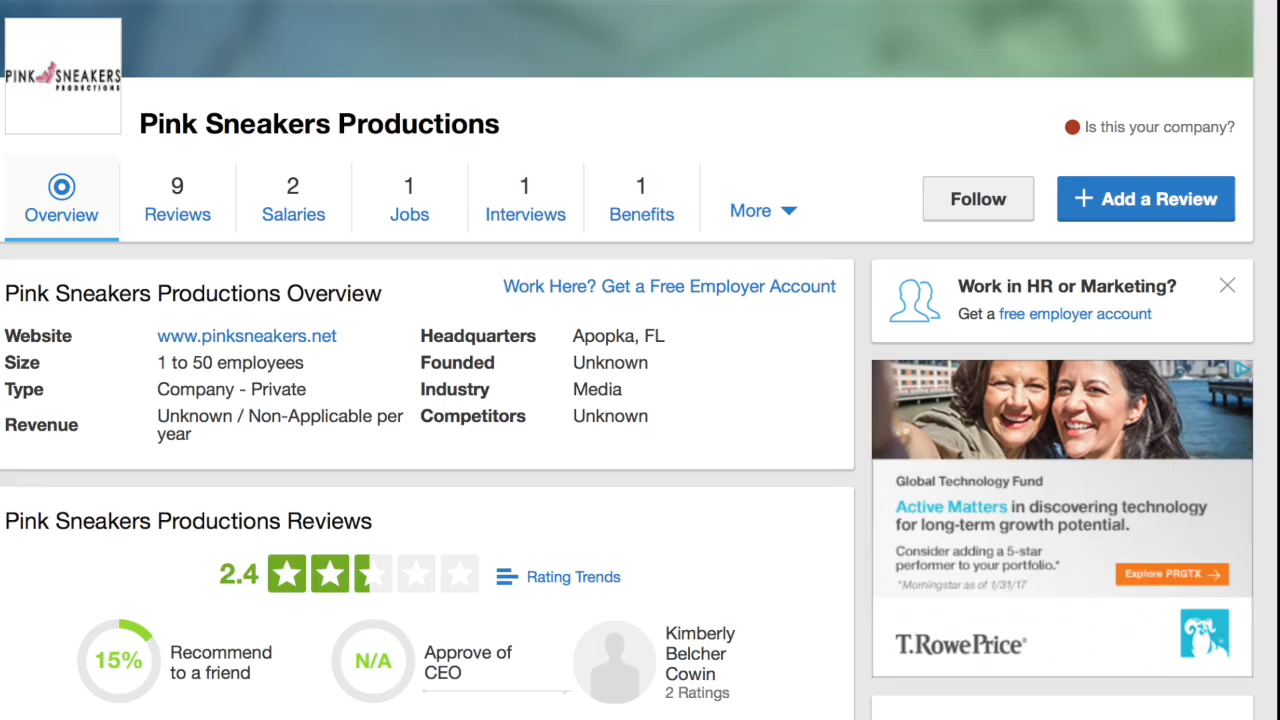 PINK SNEAKERS
PRODUCTIONS
Pink Sneakers Productions
Is this your company?
Overview
9
Reviews
2
Salaries
1
Jobs
1
Interviews
1
Benefits
More
Follow
+ Add a Review
Pink Sneakers Productions Overview
Work Here? Get a Free Employer Account
Website www.pinksneakers.net Headquarters Apopka, FL
Size 1 to 50 employees Founded Unknown
Type Company - Private Industry Media
Revenue Unknown / Non-Applicable per year Competitors Unknown
Work in HR or Marketing?
Get a free employer account
Global Technology Fund
Active Matters in discovering technology
for long-term growth potential.
Consider adding a 5-star
performer to your portfolio.*
*Morningstar as of 1/31/17
Explore PRGTX
T.RowePrice®
Pink Sneakers Productions Reviews
2.4
Rating Trends
15%
Recommend
to a friend
N/A
Approve of
CEO
Kimberly
Belcher
Cowin
2 Ratings